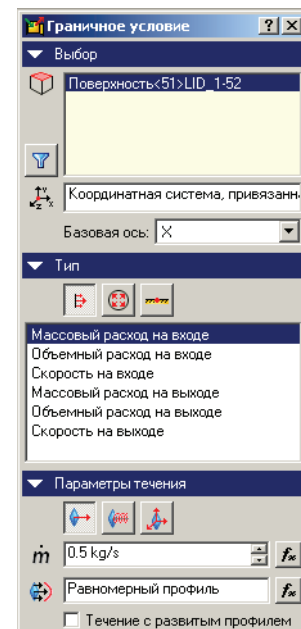 Граничное условие
Выбор
Поверхность<51>LID_1-52
Координатная система, привязанн
Базовая ось: X
Тип
Массовый расход на входе
Объемный расход на входе
Скорость на входе
Массовый расход на выходе
Объемный расход на выходе
Скорость на выходе
Параметры течения
ṁ 0.5 kg/s
Равномерный профиль
Течение с развитым профилем